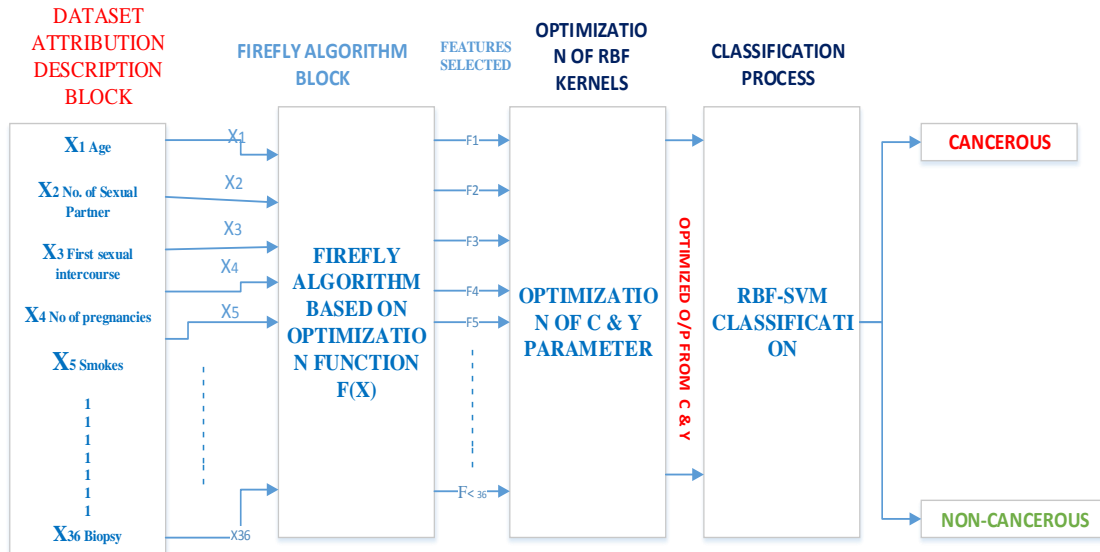 DATASET
ATTRIBUTION
DESCRIPTION
BLOCK
X1 Age
X2 No. of Sexual
Partner
X3 First sexual
intercourse
X4 No of pregnancies
X5 Smokes
1
1
1
1
1
1
1
X36 Biopsy
X1
X2
X3
X4
X5
X36
FIREFLY ALGORITHM
BLOCK
FIREFLY
ALGORITHM
BASED ON
OPTIMIZATIO
N FUNCTION
F(X)
FEATURES
SELECTED
F1
F2
F3
F4
F5
F< 36
OPTIMIZATIO
N OF RBF
KERNELS
OPTIMIZATIO
N OF C & Y
PARAMETER
OPTIMIZED O/P FROM C & Y
CLASSIFICATION
PROCESS
RBF-SVM
CLASSIFICATI
ON
CANCEROUS
NON-CANCEROUS